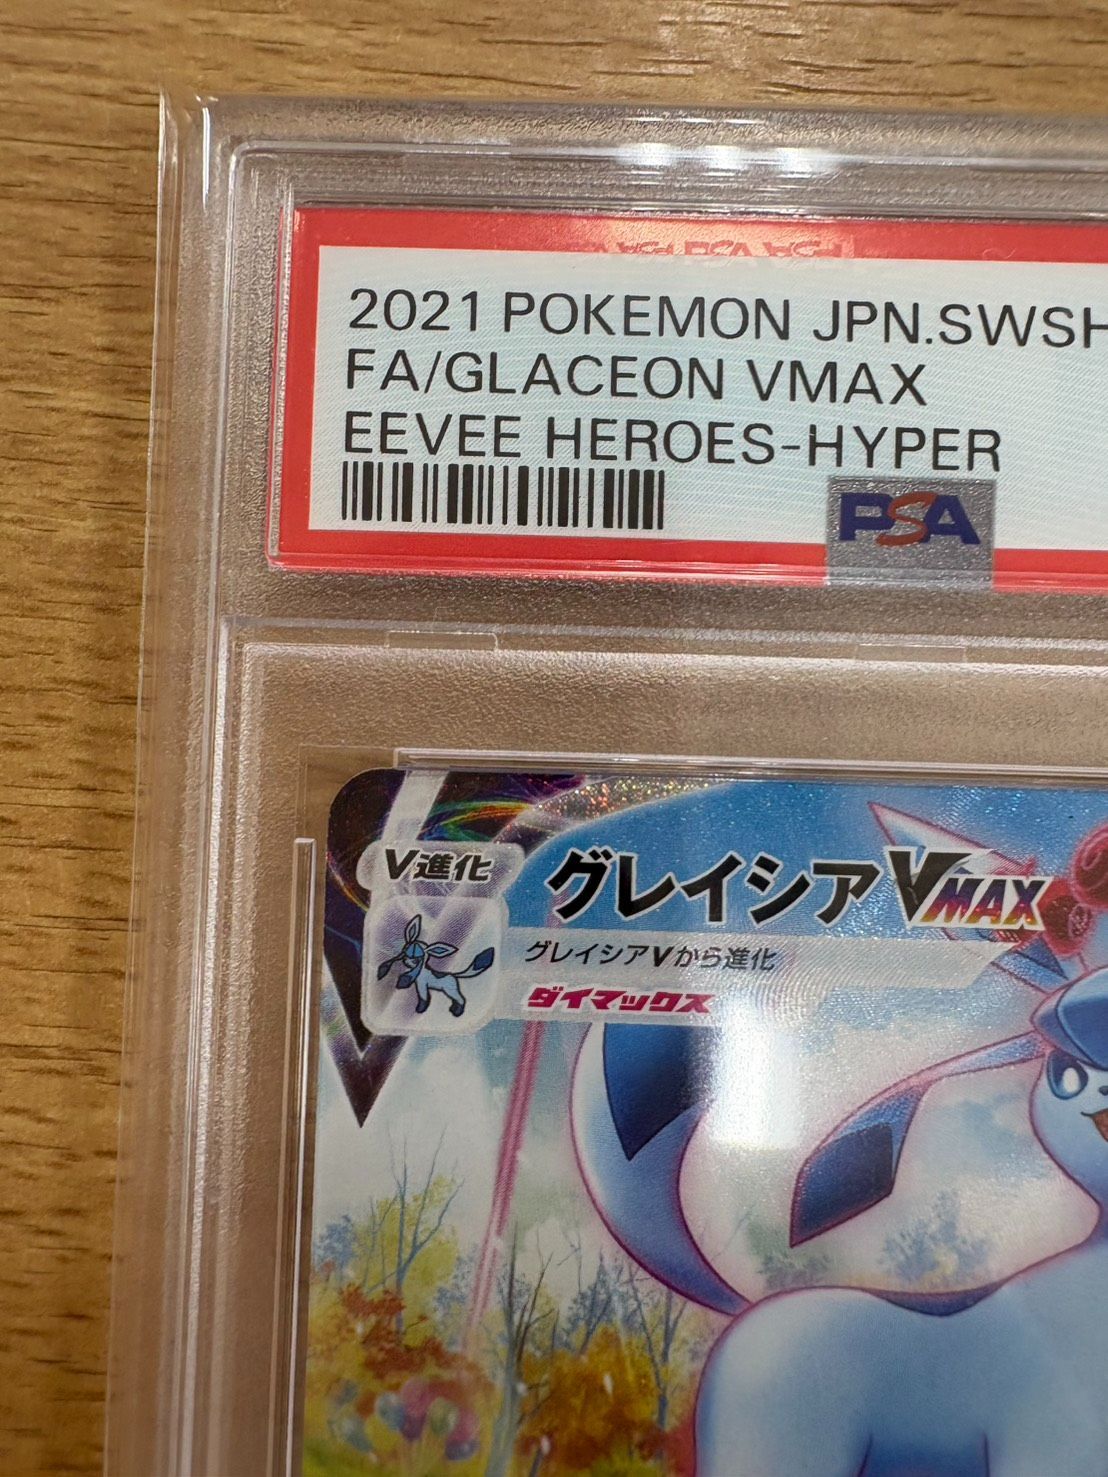 2021 POKEMON JPN.SWSH
FA/GLACEON VMAX
EEVEE HEROES-HYPER
PSA
V進化
グレイシアVMAX
グレイシアVから進化
ダイマックス